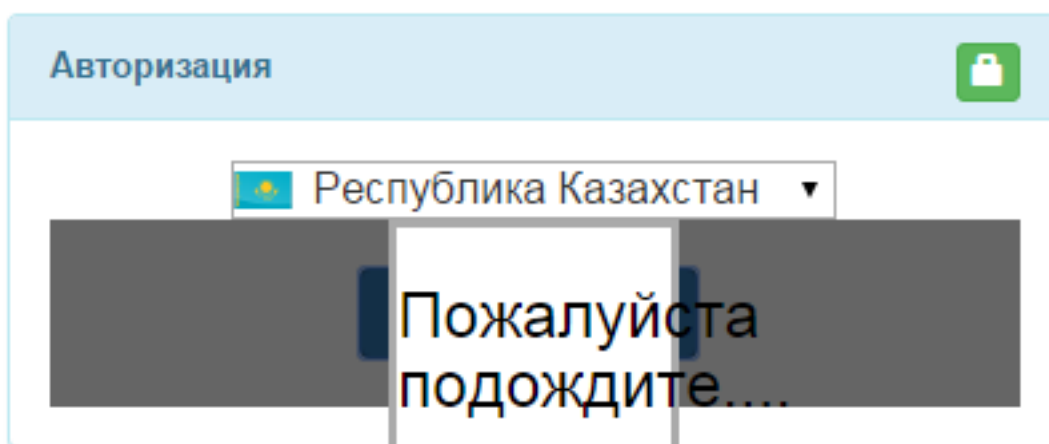 Авторизация
Республика Казахстан
Пожалуйста
подождите....